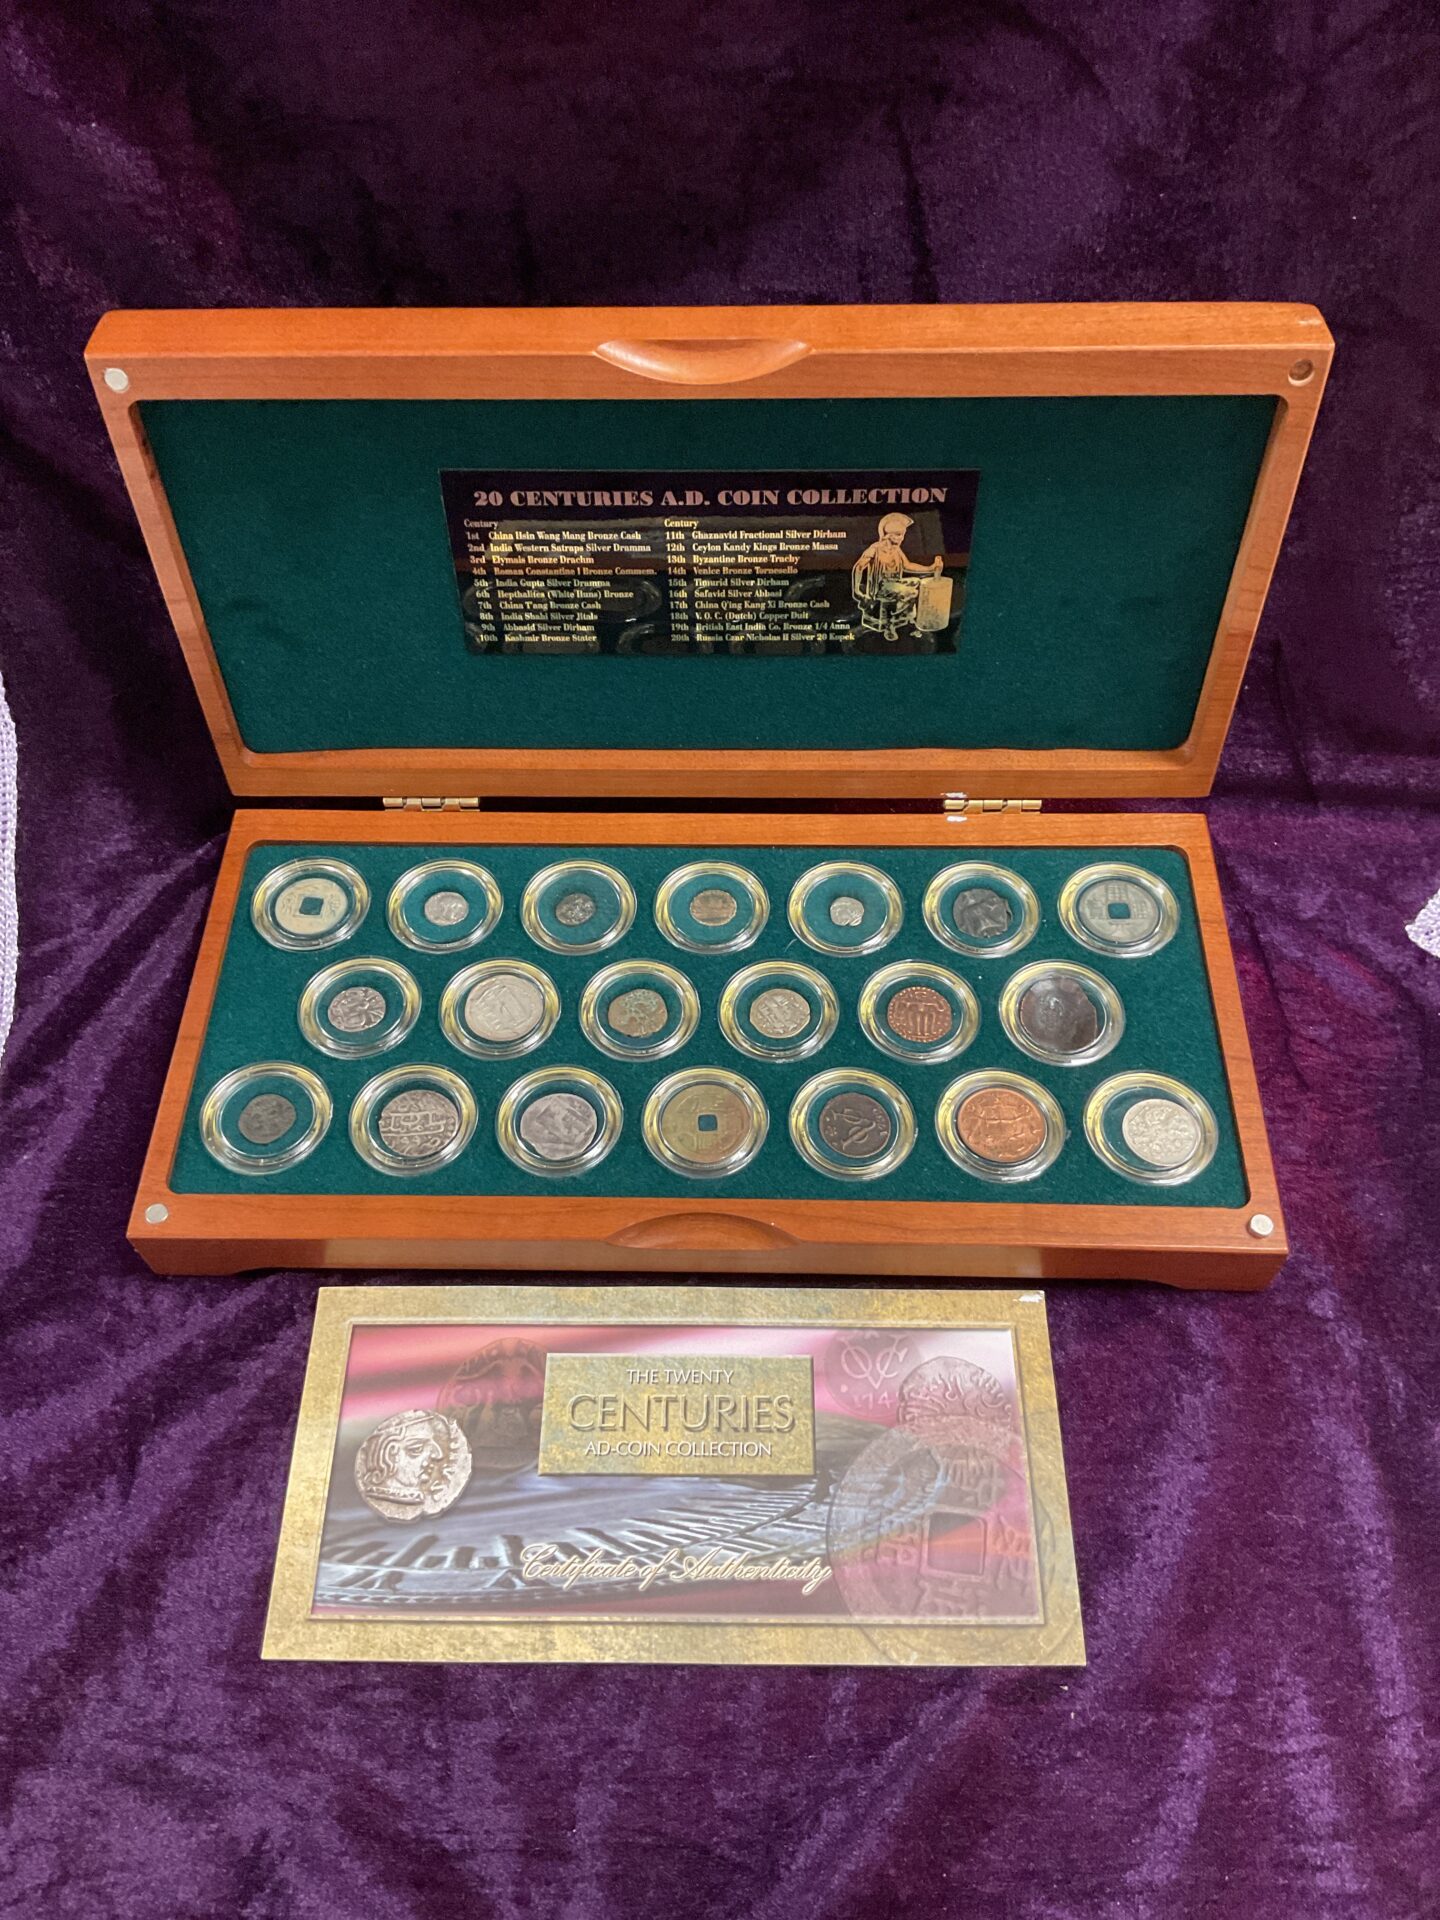 20 CENTURIES A.D. COIN COLLECTION
Century
1st China Hsin Wang Mang Bronze Cash
2nd India Western Satraps Silver Dramma
3rd Elymais Bronze Drachm
4th Roman Constantine I Bronze Commem.
5th India Gupta Silver Dramma
6th Hepthalites (White Huns) Bronze
7th China T'ang Bronze Cash
8th India Shahi Silver Jitals
9th Abbasid Silver Dirham
10th Kashmir Bronze Stater
Century
11th Ghaznavid Fractional Silver Dirham
12th Ceylon Kandy Kings Bronze Massa
13th Byzantine Bronze Trachy
14th Venice Bronze Tornesello
15th Timurid Silver Dirham
16th Safavid Silver Abbasi
17th China Q'ing Kang Xi Bronze Cash
18th V. O. C. (Dutch) Copper Duit
19th British East India Co. Bronze 1/4 Anna
20th Russia Czar Nicholas II Silver 20 Kopek
THE TWENTY
CENTURIES
AD-COIN COLLECTION
Certificate of Authenticity